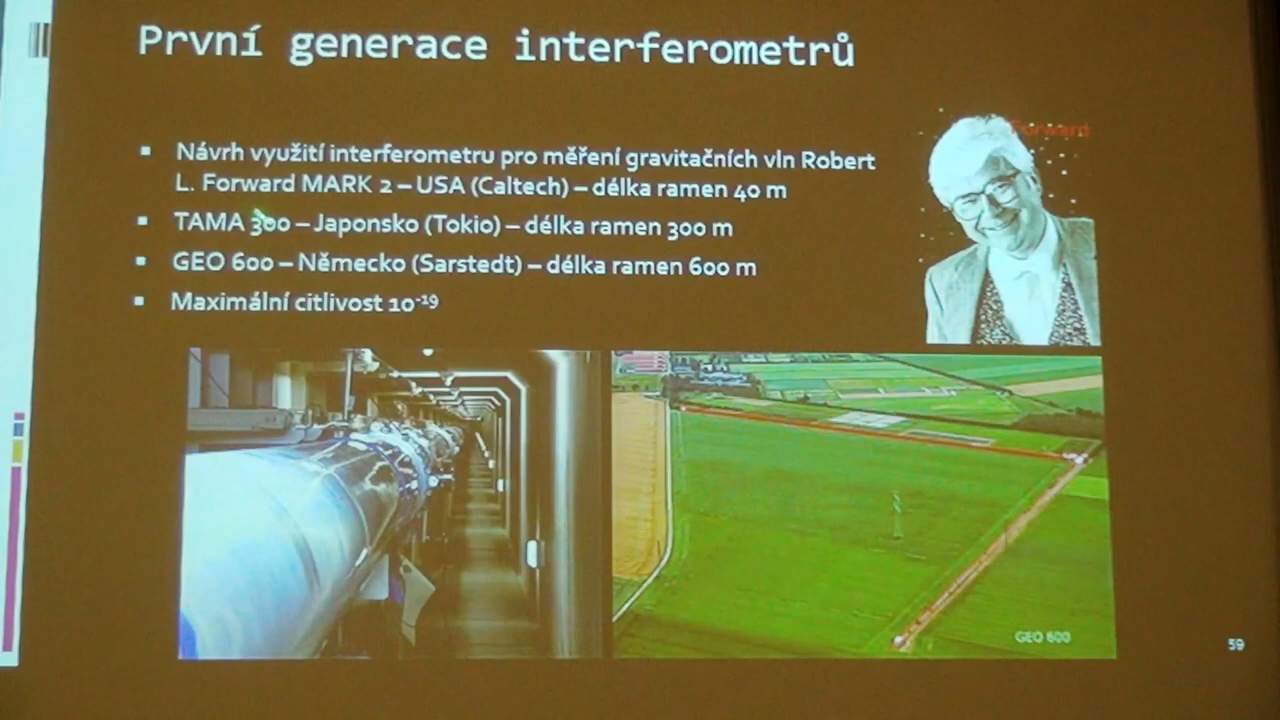 První generace interferometrů
▪ Návrh využití interferometru pro měření gravitačních vln Robert
L. Forward MARK 2 – USA (Caltech) – délka ramen 40 m
▪ TAMA 300 – Japonsko (Tokio) – délka ramen 300 m
▪ GEO 600 – Německo (Sarstedt) – délka ramen 600 m
▪ Maximální citlivost 10⁻¹⁹
Forward
GEO 600
59